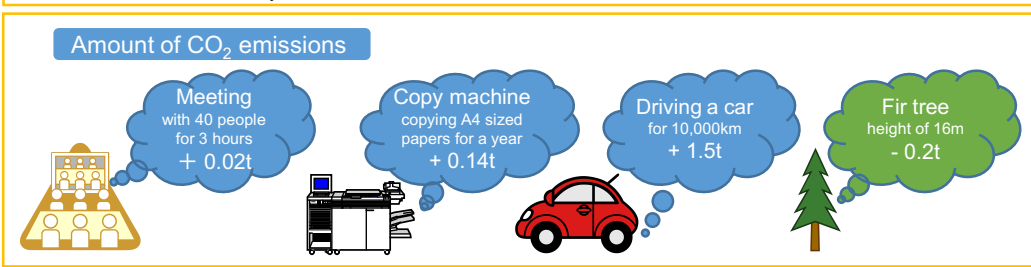 Amount of CO₂ emissions
Meeting
with 40 people
for 3 hours
＋ 0.02t
Copy machine
copying A4 sized
papers for a year
+ 0.14t
Driving a car
for 10,000km
+ 1.5t
Fir tree
height of 16m
- 0.2t